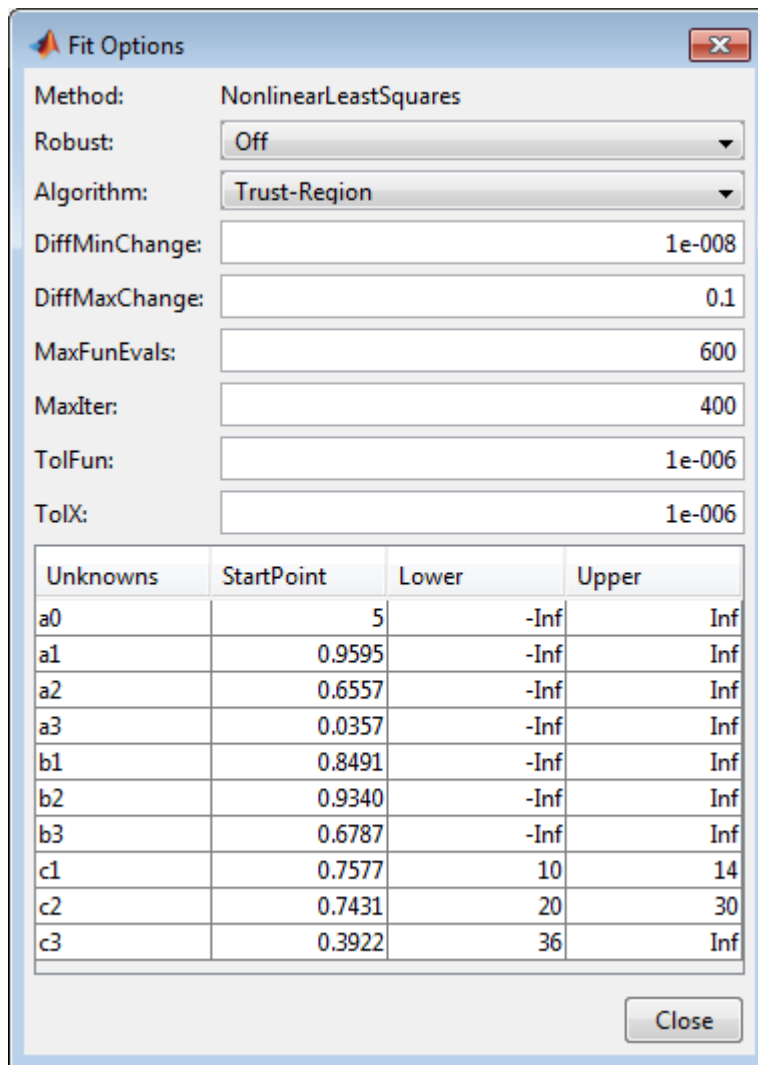 Fit Options
Method: NonlinearLeastSquares
Robust: Off
Algorithm: Trust-Region
DiffMinChange: 1e-008
DiffMaxChange: 0.1
MaxFunEvals: 600
MaxIter: 400
TolFun: 1e-006
TolX: 1e-006
Unknowns StartPoint Lower Upper
a0 5 -Inf Inf
a1 0.9595 -Inf Inf
a2 0.6557 -Inf Inf
a3 0.0357 -Inf Inf
b1 0.8491 -Inf Inf
b2 0.9340 -Inf Inf
b3 0.6787 -Inf Inf
c1 0.7577 10 14
c2 0.7431 20 30
c3 0.3922 36 Inf
Close